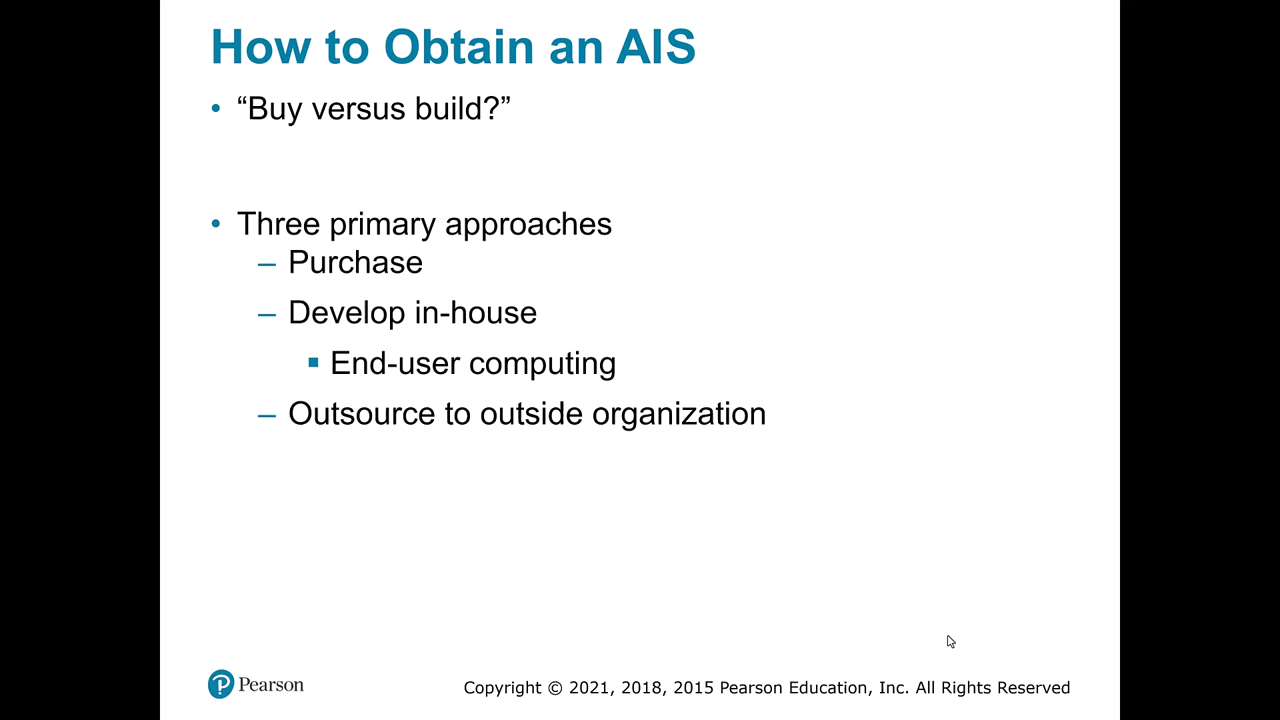 How to Obtain an AIS
• “Buy versus build?”
• Three primary approaches
– Purchase
– Develop in-house
▪ End-user computing
– Outsource to outside organization
Pearson
Copyright © 2021, 2018, 2015 Pearson Education, Inc. All Rights Reserved